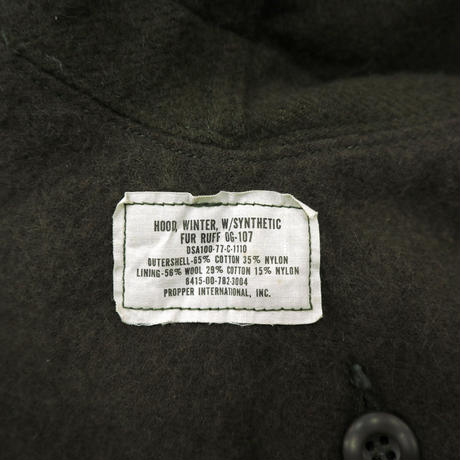 HOOD, WINTER, W/SYNTHETIC
FUR RUFF OG-107
DSA100-77-C-1110
OUTERSHELL-65% COTTON 35% NYLON
LINING-56% WOOL 29% COTTON 15% NYLON
8415-00-782-3004
PROPPER INTERNATIONAL, INC.